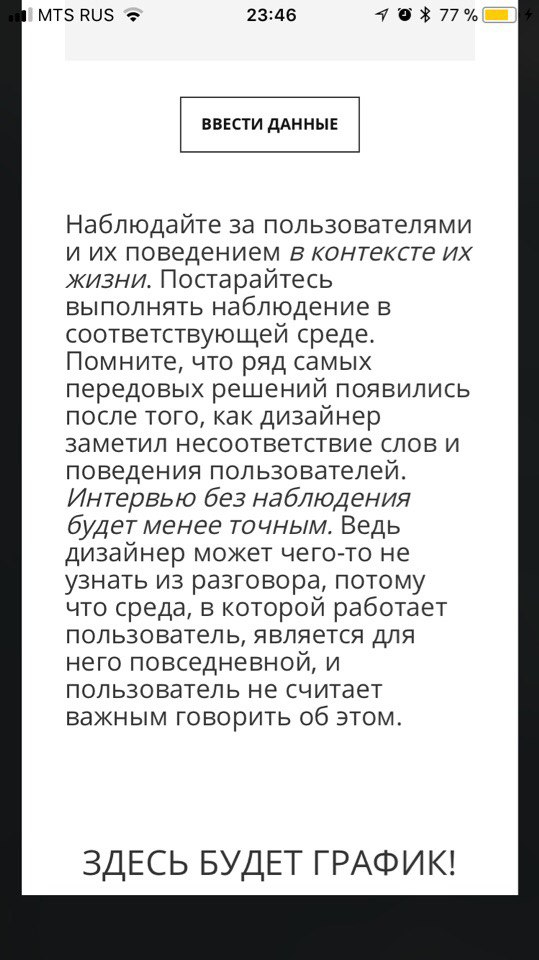 MTS RUS 23:46 77 %
ВВЕСТИ ДАННЫЕ
Наблюдайте за пользователями
и их поведением в контексте их
жизни. Постарайтесь
выполнять наблюдение в
соответствующей среде.
Помните, что ряд самых
передовых решений появились
после того, как дизайнер
заметил несоответствие слов и
поведения пользователей.
Интервью без наблюдения
будет менее точным. Ведь
дизайнер может чего-то не
узнать из разговора, потому
что среда, в которой работает
пользователь, является для
него повседневной, и
пользователь не считает
важным говорить об этом.
ЗДЕСЬ БУДЕТ ГРАФИК!